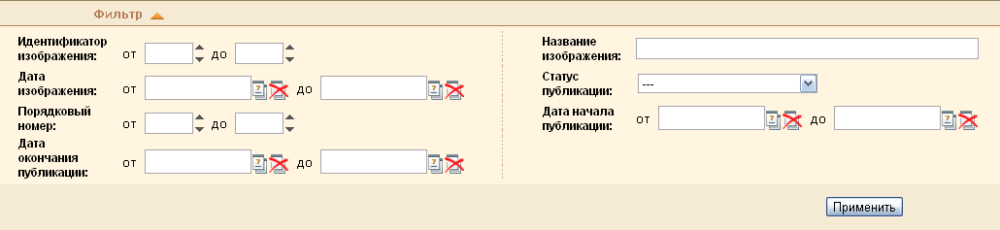 Фильтр
Идентификатор
изображения: от до
Дата
изображения: от до
Порядковый
номер: от до
Дата
окончания
публикации: от до
Название
изображения:
Статус
публикации: ---
Дата начала
публикации: от до
Применить